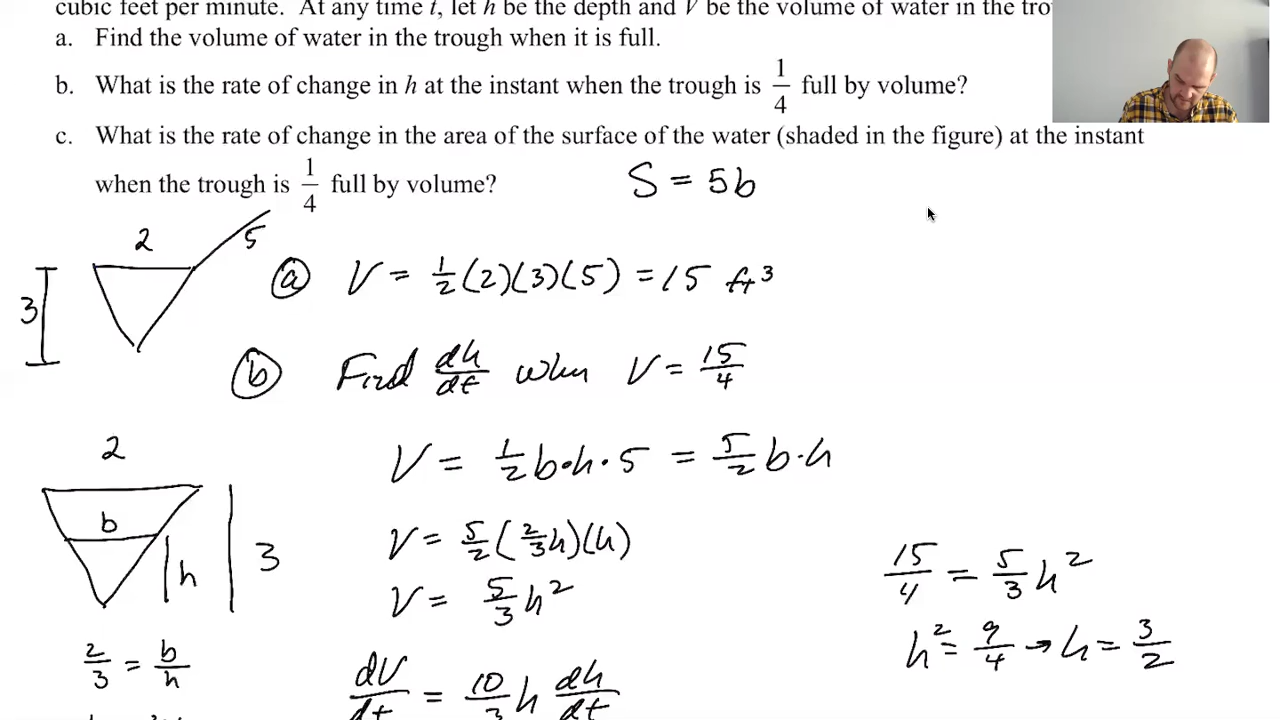 cubic feet per minute. At any time t, let h be the depth and V be the volume of water in the tro
a. Find the volume of water in the trough when it is full.
b. What is the rate of change in h at the instant when the trough is 1/4 full by volume?
c. What is the rate of change in the area of the surface of the water (shaded in the figure) at the instant
when the trough is 1/4 full by volume?
S = 5b
2
5
3
ⓐ V = 1/2 (2)(3)(5) = 15 ft³
ⓑ Find dh/dt when V = 15/4
2
b
h
3
V = 1/2 b·h·5 = 5/2 b·h
V = 5/2 (2/3 h)(h)
V = 5/3 h²
15/4 = 5/3 h²
h² = 9/4 → h = 3/2
2/3 = b/h
dV/dt = 10/3 h dh/dt